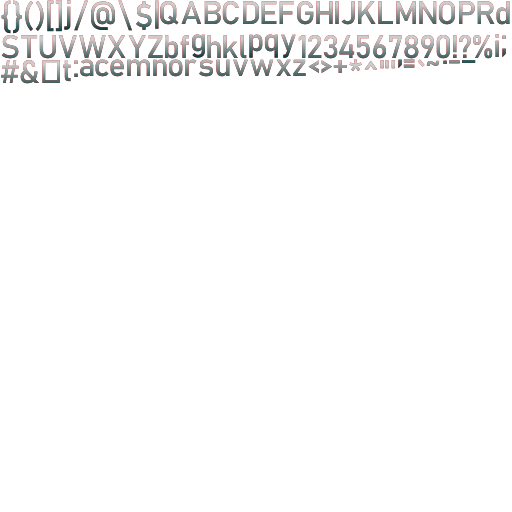 {}()[]j/@\$|QABCDEFGHIJKLMNOPRd
STUVWXYZbfghklpqy1234567890!?%i;
#&□t:acemnorsuvwxz<>+*^"',=`~.-_